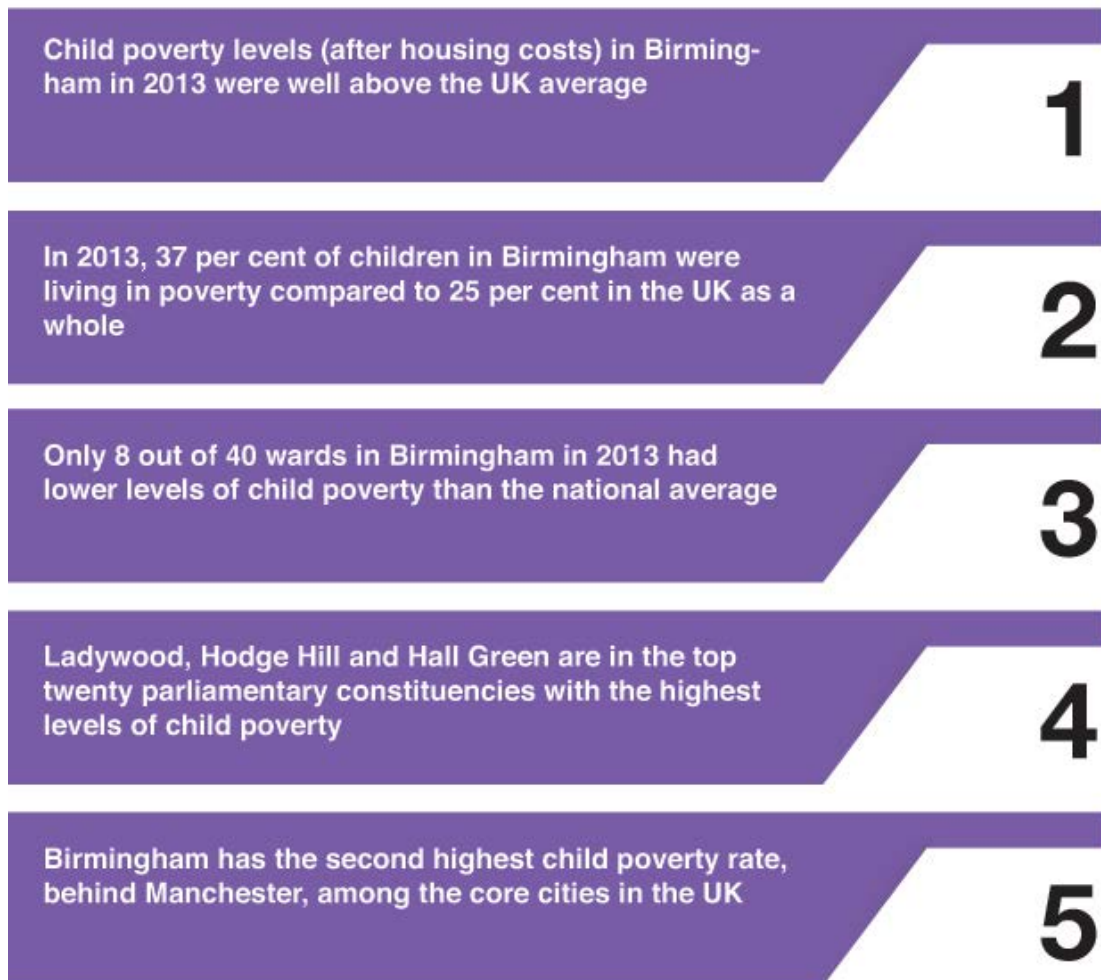 Child poverty levels (after housing costs) in Birming-
ham in 2013 were well above the UK average
1
In 2013, 37 per cent of children in Birmingham were
living in poverty compared to 25 per cent in the UK as a
whole
2
Only 8 out of 40 wards in Birmingham in 2013 had
lower levels of child poverty than the national average
3
Ladywood, Hodge Hill and Hall Green are in the top
twenty parliamentary constituencies with the highest
levels of child poverty
4
Birmingham has the second highest child poverty rate,
behind Manchester, among the core cities in the UK
5